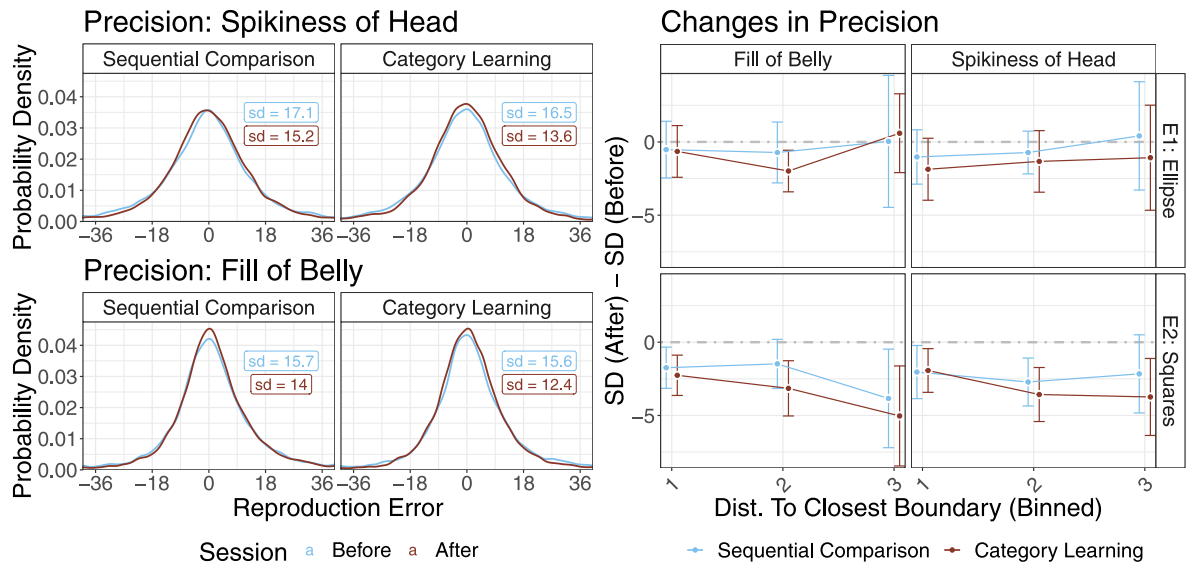 Precision: Spikiness of Head
Sequential Comparison
Category Learning
Probability Density
0.04
0.03
0.02
0.01
0.00
sd = 17.1
sd = 15.2
sd = 16.5
sd = 13.6
−36 −18 0 18 36
−36 −18 0 18 36
Precision: Fill of Belly
Sequential Comparison
Category Learning
Probability Density
0.04
0.03
0.02
0.01
0.00
sd = 15.7
sd = 14
sd = 15.6
sd = 12.4
−36 −18 0 18 36
−36 −18 0 18 36
Reproduction Error
Session a Before a After
Changes in Precision
Fill of Belly
Spikiness of Head
SD (After) − SD (Before)
0
−5
E1: Ellipse
0
−5
E2: Squares
1 2 3
1 2 3
Dist. To Closest Boundary (Binned)
Sequential Comparison Category Learning